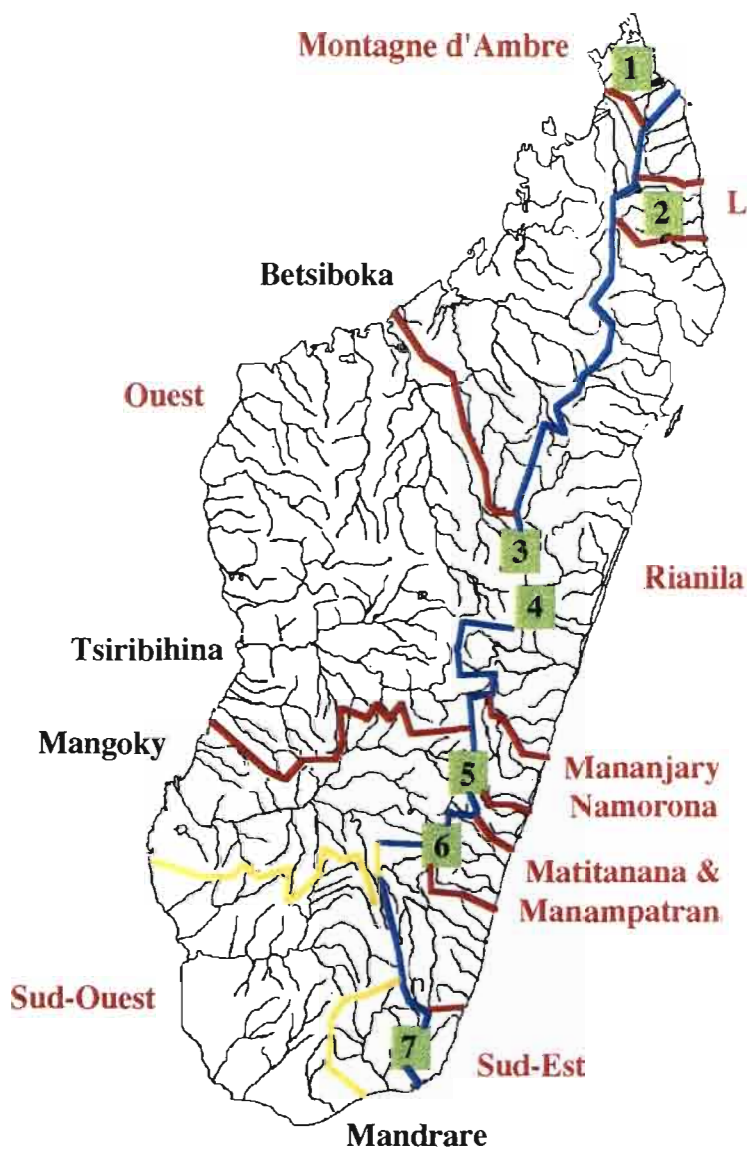 Montagne d'Ambre
1
2
L
Betsiboka
Ouest
3
Rianila
4
Tsiribihina
Mangoky
5
Mananjary
Namorona
6
Matitanana &
Manampatran
Sud-Ouest
7
Sud-Est
Mandrare